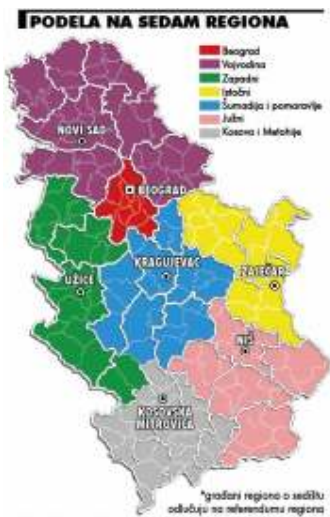 PODELA NA SEDAM REGIONA
Beograd
Vojvodina
Zapadni
Istočni
Šumadija i pomoravlje
Južni
Kosovo i Metohija
NOVI SAD
BEOGRAD
UŽICE
KRAGUJEVAC
ZAJEČAR
NIŠ
KOSOVSKA
MITROVICA
*građani regiona o sedištu
odlučuju na referendumu regiona